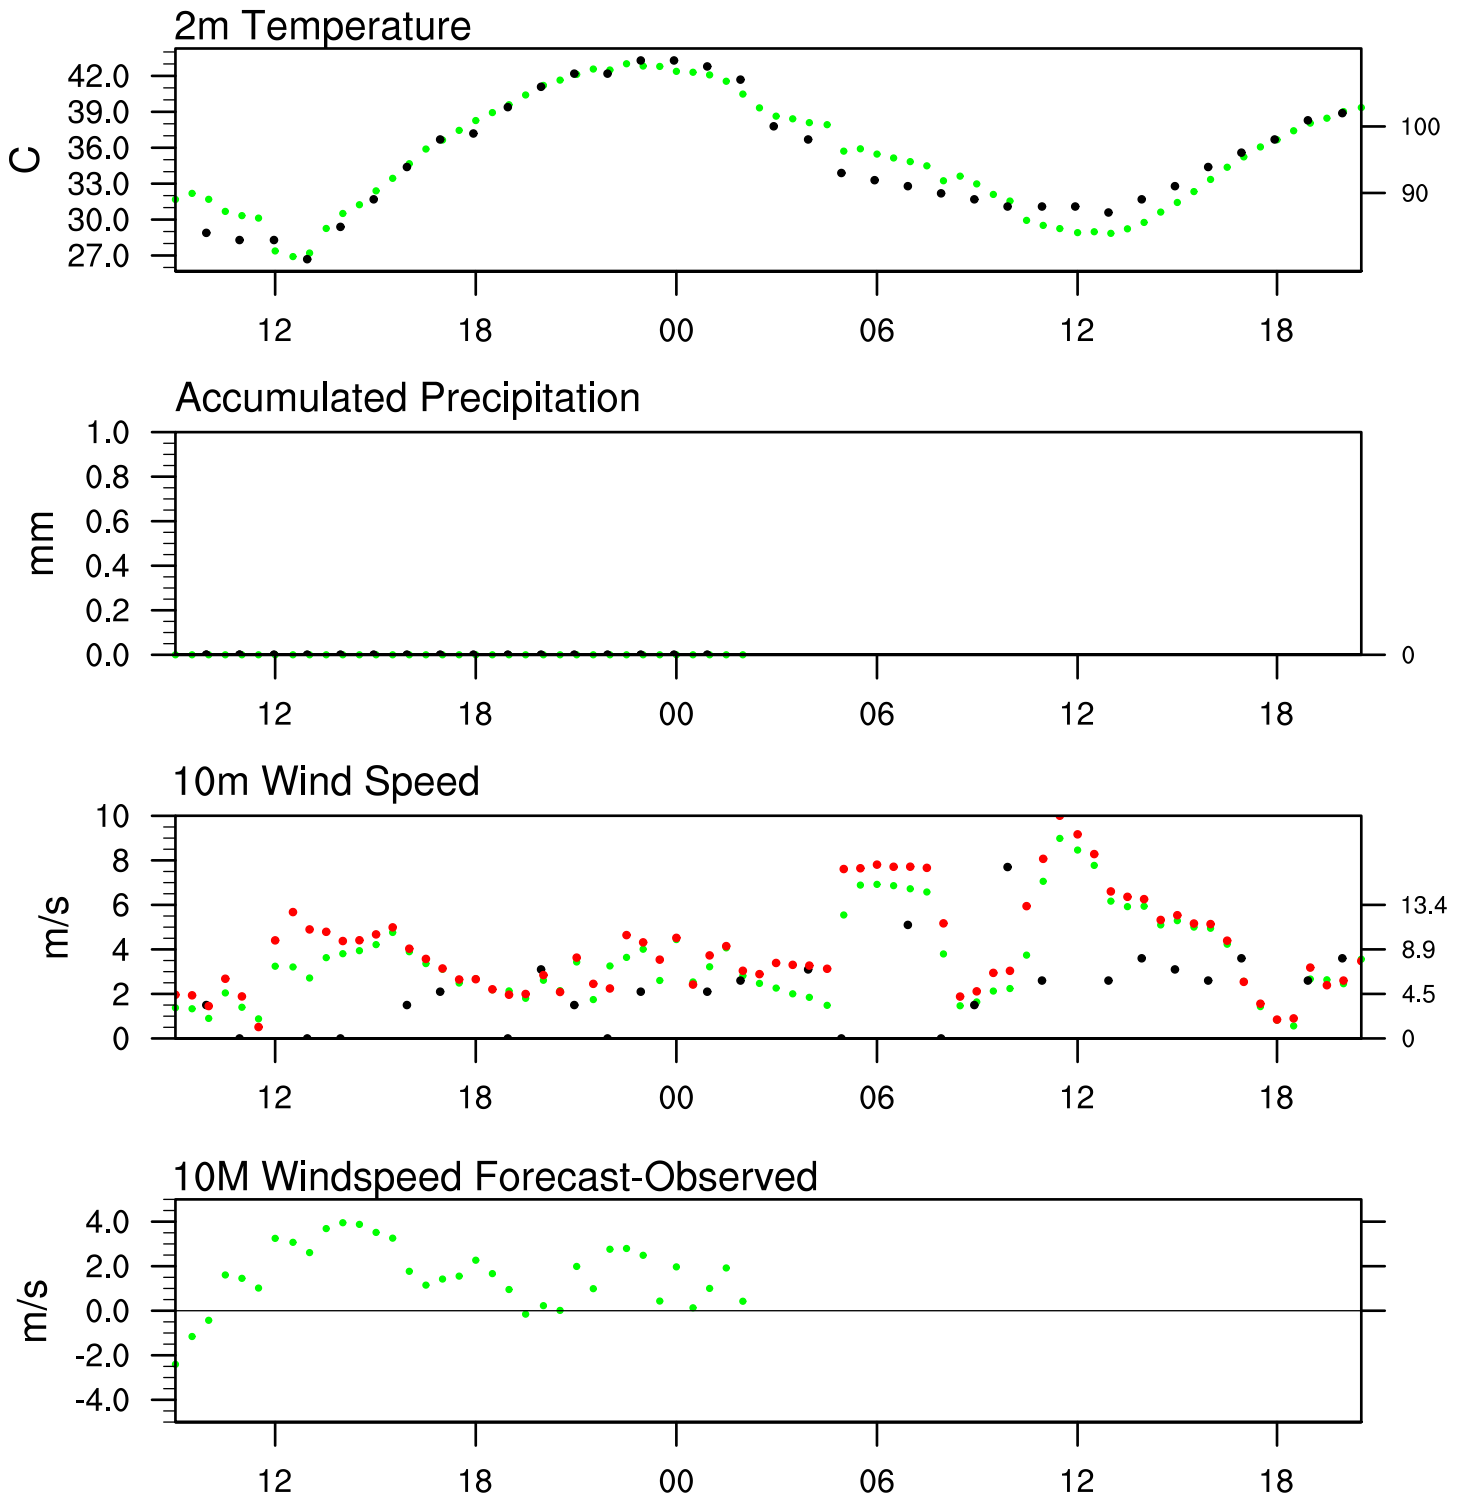 2m Temperature
42.0
39.0
36.0
33.0
30.0
27.0
C
100
90
12 18 00 06 12 18
Accumulated Precipitation
1.0
0.8
0.6
0.4
0.2
0.0
mm
0
12 18 00 06 12 18
10m Wind Speed
10
8
6
4
2
0
m/s
13.4
8.9
4.5
0
12 18 00 06 12 18
10M Windspeed Forecast-Observed
4.0
2.0
0.0
-2.0
-4.0
m/s
12 18 00 06 12 18